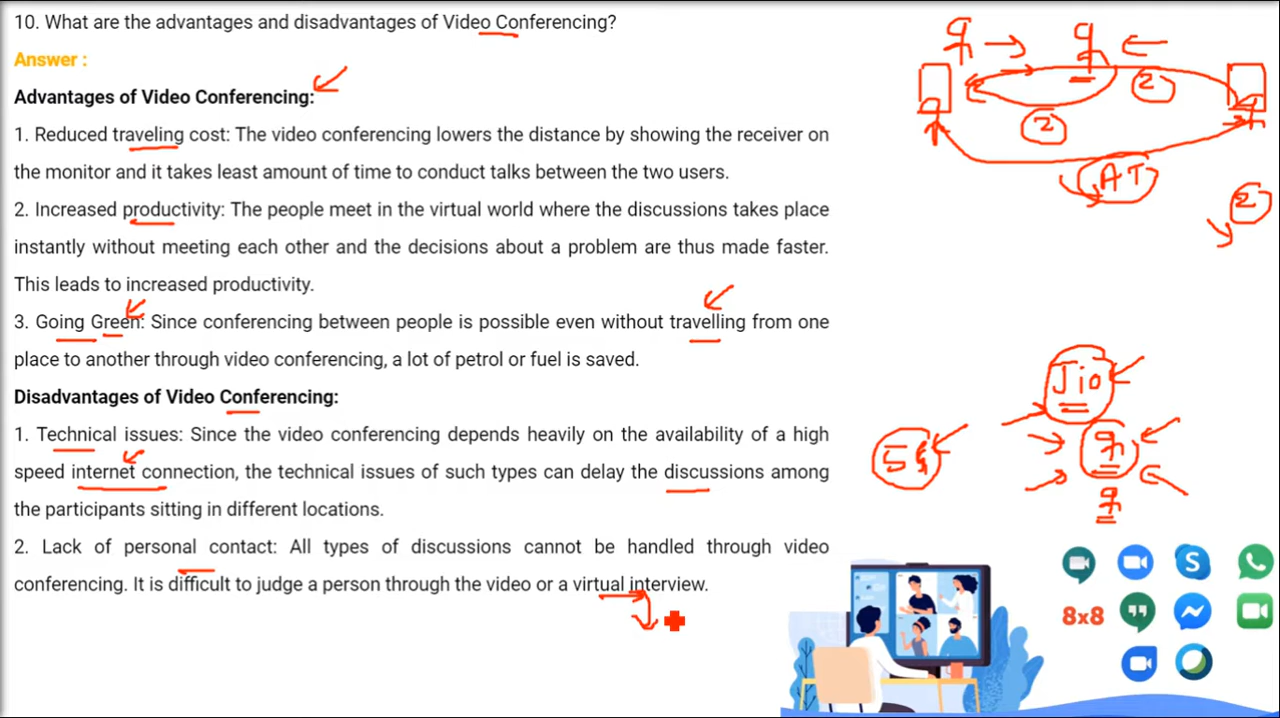 10. What are the advantages and disadvantages of Video Conferencing?
Answer :
Advantages of Video Conferencing:
1. Reduced traveling cost: The video conferencing lowers the distance by showing the receiver on
the monitor and it takes least amount of time to conduct talks between the two users.
2. Increased productivity: The people meet in the virtual world where the discussions takes place
instantly without meeting each other and the decisions about a problem are thus made faster.
This leads to increased productivity.
3. Going Green: Since conferencing between people is possible even without travelling from one
place to another through video conferencing, a lot of petrol or fuel is saved.
Disadvantages of Video Conferencing:
1. Technical issues: Since the video conferencing depends heavily on the availability of a high
speed internet connection, the technical issues of such types can delay the discussions among
the participants sitting in different locations.
2. Lack of personal contact: All types of discussions cannot be handled through video
conferencing. It is difficult to judge a person through the video or a virtual interview.
2
2
AT
2
Jio
5G
S
8x8